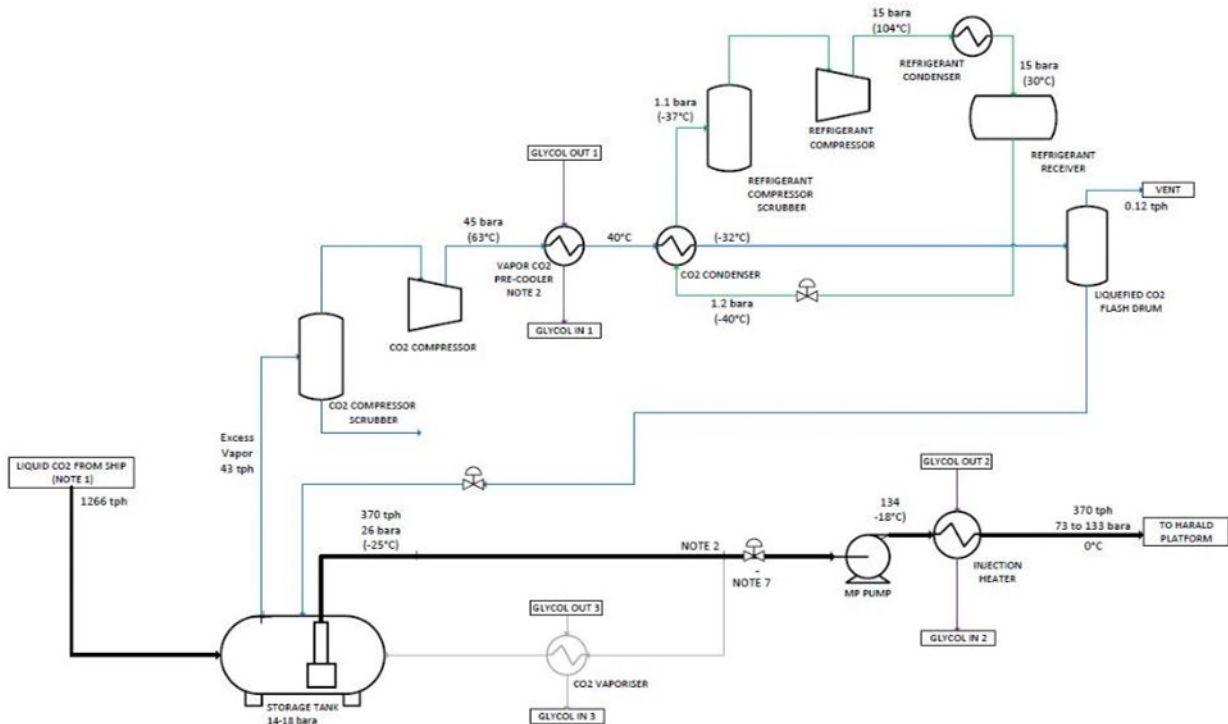 15 bara
(104°C)
REFRIGERANT
CONDENSER
15 bara
(30°C)
1.1 bara
(-37°C)
REFRIGERANT
COMPRESSOR
REFRIGERANT
RECEIVER
GLYCOL OUT 1
REFRIGERANT
COMPRESSOR
SCRUBBER
VENT
0.12 tph
45 bara
(63°C)
40°C
(-32°C)
VAPOR CO2
PRE-COOLER
NOTE 2
CO2 CONDENSER
1.2 bara
(-40°C)
LIQUEFIED CO2
FLASH DRUM
GLYCOL IN 1
CO2 COMPRESSOR
CO2 COMPRESSOR
SCRUBBER
Excess
Vapor
43 tph
LIQUID CO2 FROM SHIP
(NOTE 1)
1266 tph
GLYCOL OUT 2
370 tph
26 bara
(-25°C)
134
-18°C)
370 tph
73 to 133 bara
0°C
TO HARALD
PLATFORM
NOTE 2
-
NOTE 7
MP PUMP
INJECTION
HEATER
GLYCOL OUT 3
GLYCOL IN 2
CO2 VAPORISER
GLYCOL IN 3
STORAGE TANK
14-18 bara